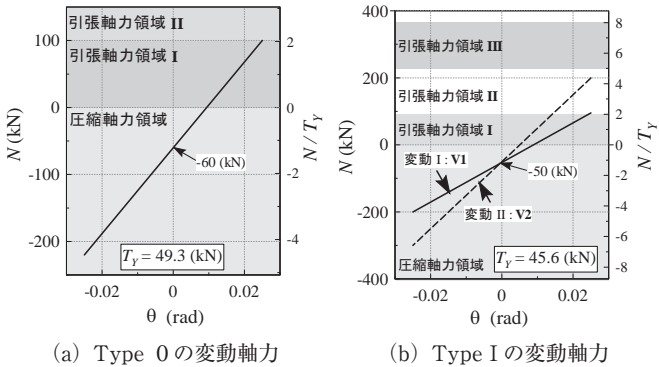 引張軸力領域 II
引張軸力領域 I
圧縮軸力領域
-60 (kN)
T_Y = 49.3 (kN)
N (kN)
100
0
-100
-200
2
0
-2
-4
N / T_Y
-0.02
0
0.02
θ (rad)
(a) Type 0の変動軸力
引張軸力領域 III
引張軸力領域 II
引張軸力領域 I
変動 I : V1
-50 (kN)
変動 II : V2
圧縮軸力領域
T_Y = 45.6 (kN)
N (kN)
400
200
0
-200
-400
8
6
4
2
0
-2
-4
-6
-8
N / T_Y
-0.02
0
0.02
θ (rad)
(b) Type Iの変動軸力